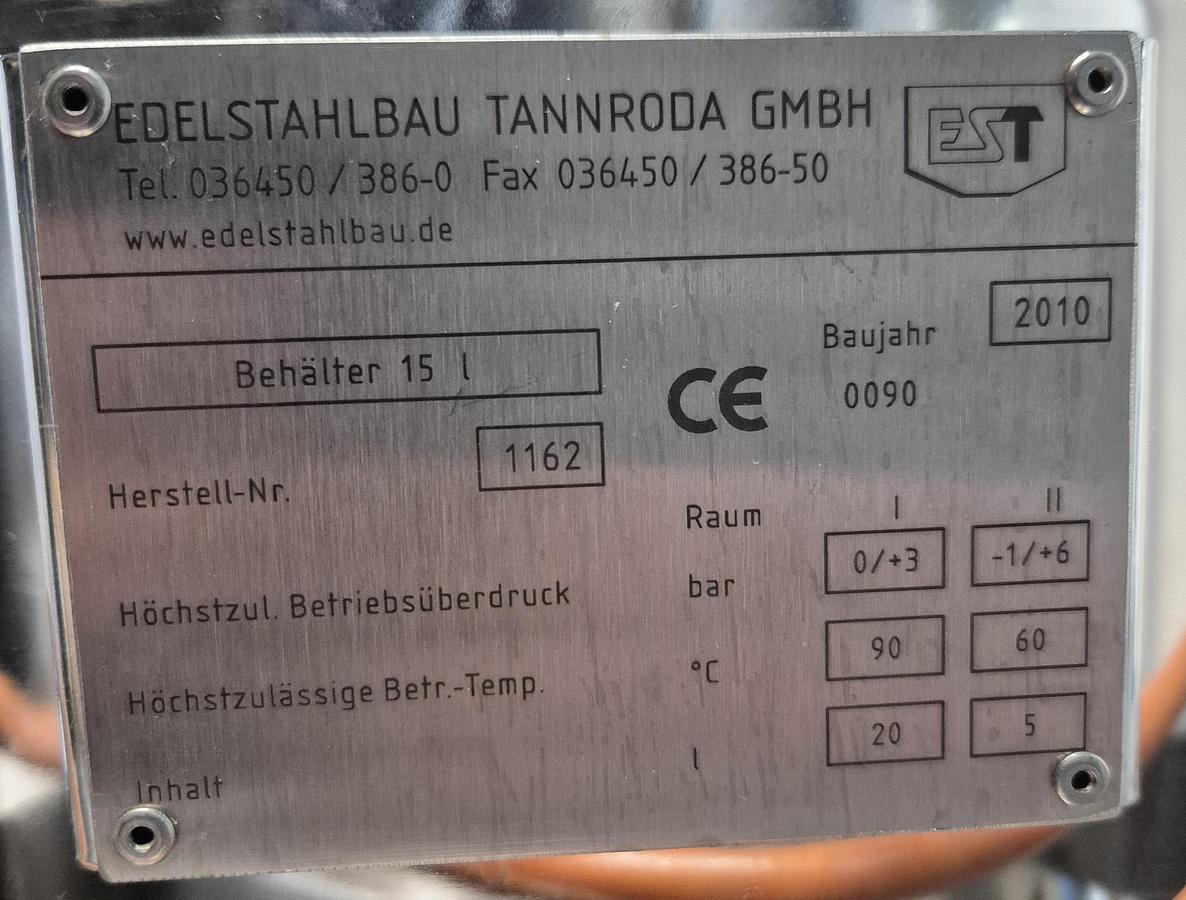 EDELSTAHLBAU TANNRODA GMBH
EST
Tel. 036450 / 386-0 Fax 036450 / 386-50
www.edelstahlbau.de
Behälter 15 l
CE
Baujahr 2010
0090
Herstell-Nr. 1162
Raum I II
Höchstzul. Betriebsüberdruck bar 0/+3 -1/+6
Höchstzulässige Betr.-Temp. °C 90 60
Inhalt l 20 5